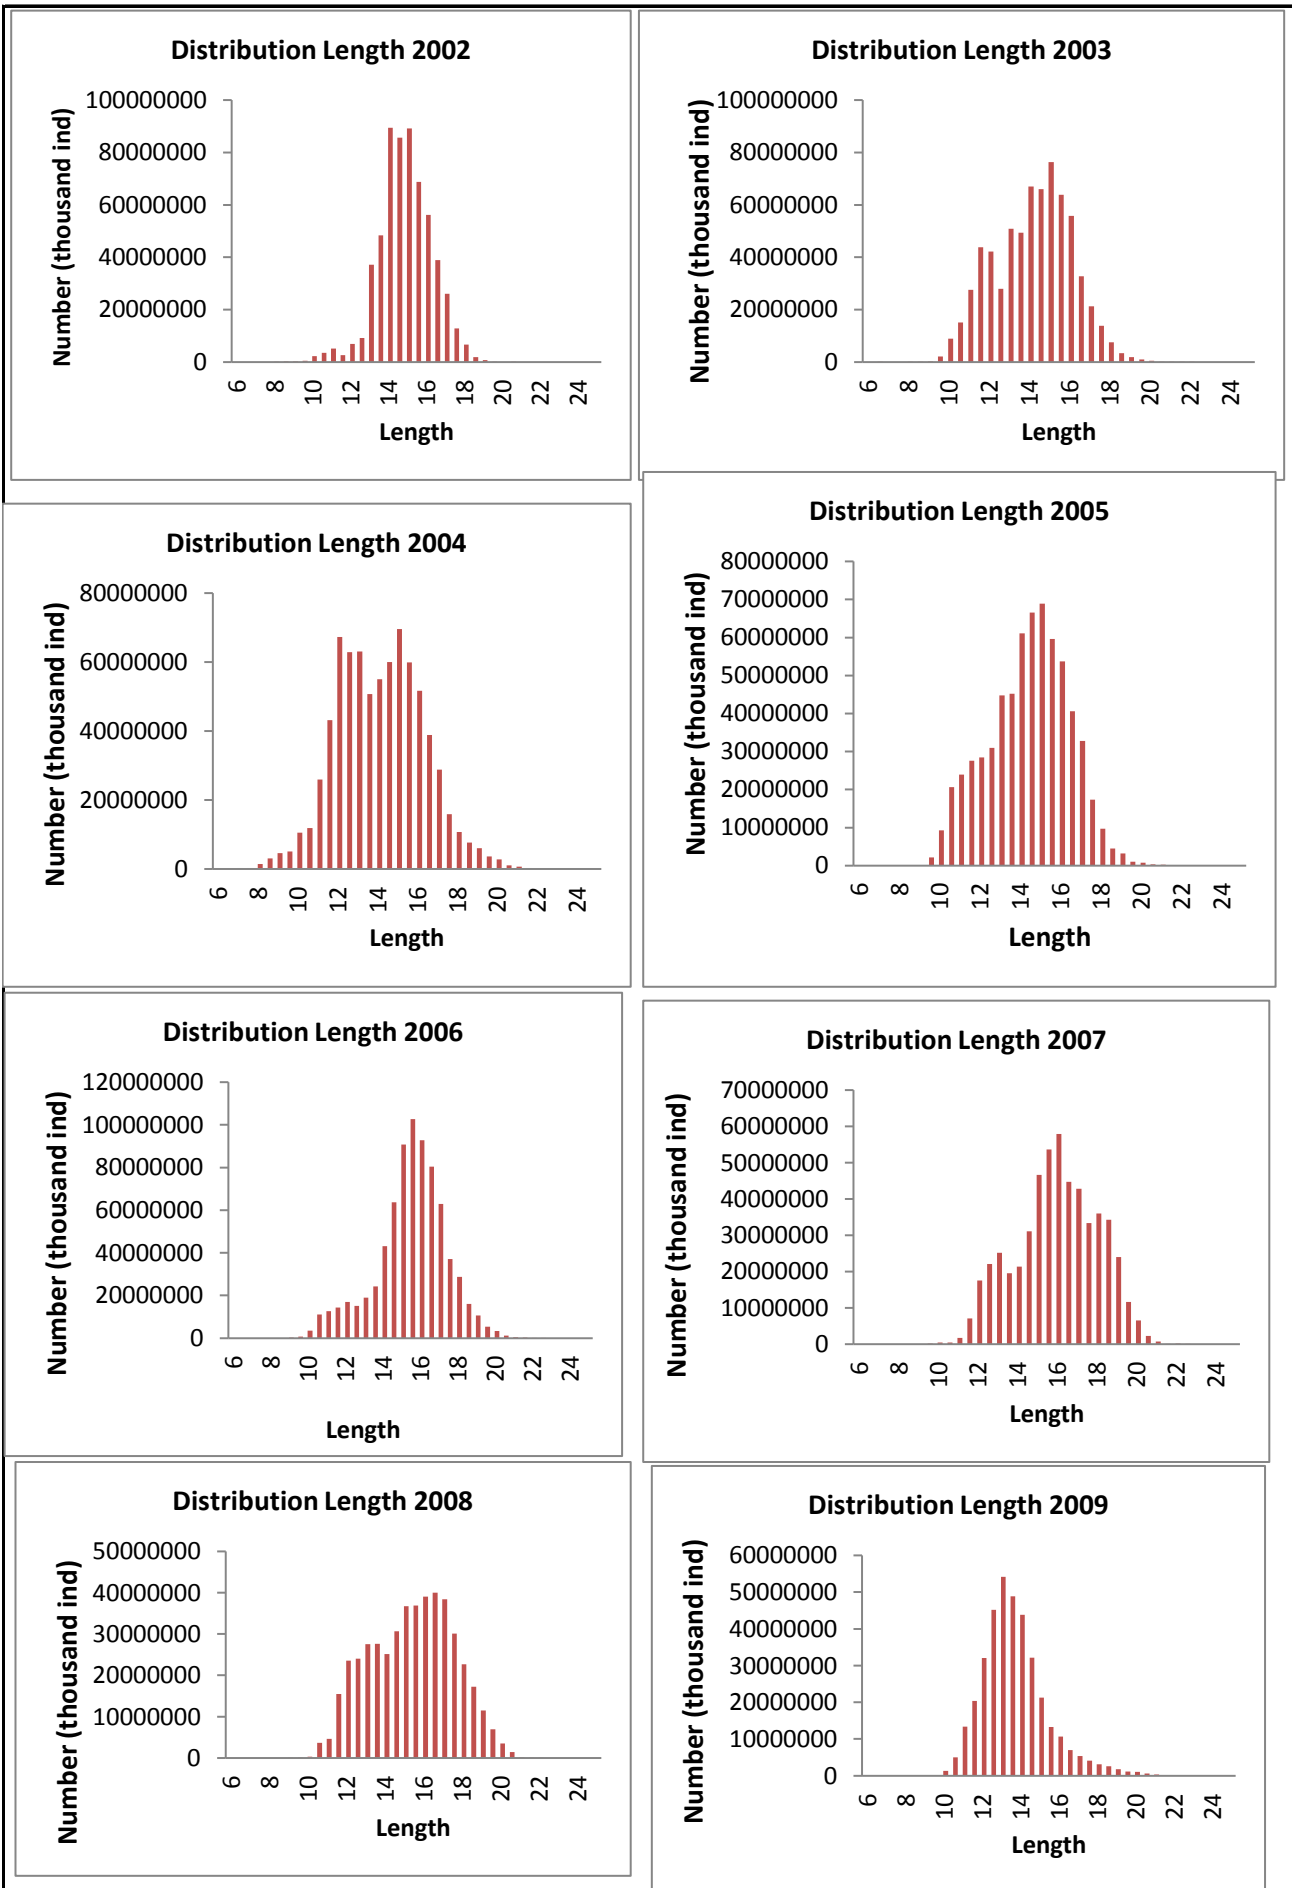 Distribution Length 2002
Number (thousand ind)
100000000
80000000
60000000
40000000
20000000
0
6 8 10 12 14 16 18 20 22 24
Length
Distribution Length 2003
Number (thousand ind)
100000000
80000000
60000000
40000000
20000000
0
6 8 10 12 14 16 18 20 22 24
Length
Distribution Length 2004
Number (thousand ind)
80000000
60000000
40000000
20000000
0
6 8 10 12 14 16 18 20 22 24
Length
Distribution Length 2005
Number (thousand ind)
80000000
70000000
60000000
50000000
40000000
30000000
20000000
10000000
0
6 8 10 12 14 16 18 20 22 24
Length
Distribution Length 2006
Number (thousand ind)
120000000
100000000
80000000
60000000
40000000
20000000
0
6 8 10 12 14 16 18 20 22 24
Length
Distribution Length 2007
Number (thousand ind)
70000000
60000000
50000000
40000000
30000000
20000000
10000000
0
6 8 10 12 14 16 18 20 22 24
Length
Distribution Length 2008
Number (thousand ind)
50000000
40000000
30000000
20000000
10000000
0
6 8 10 12 14 16 18 20 22 24
Length
Distribution Length 2009
Number (thousand ind)
60000000
50000000
40000000
30000000
20000000
10000000
0
6 8 10 12 14 16 18 20 22 24
Length